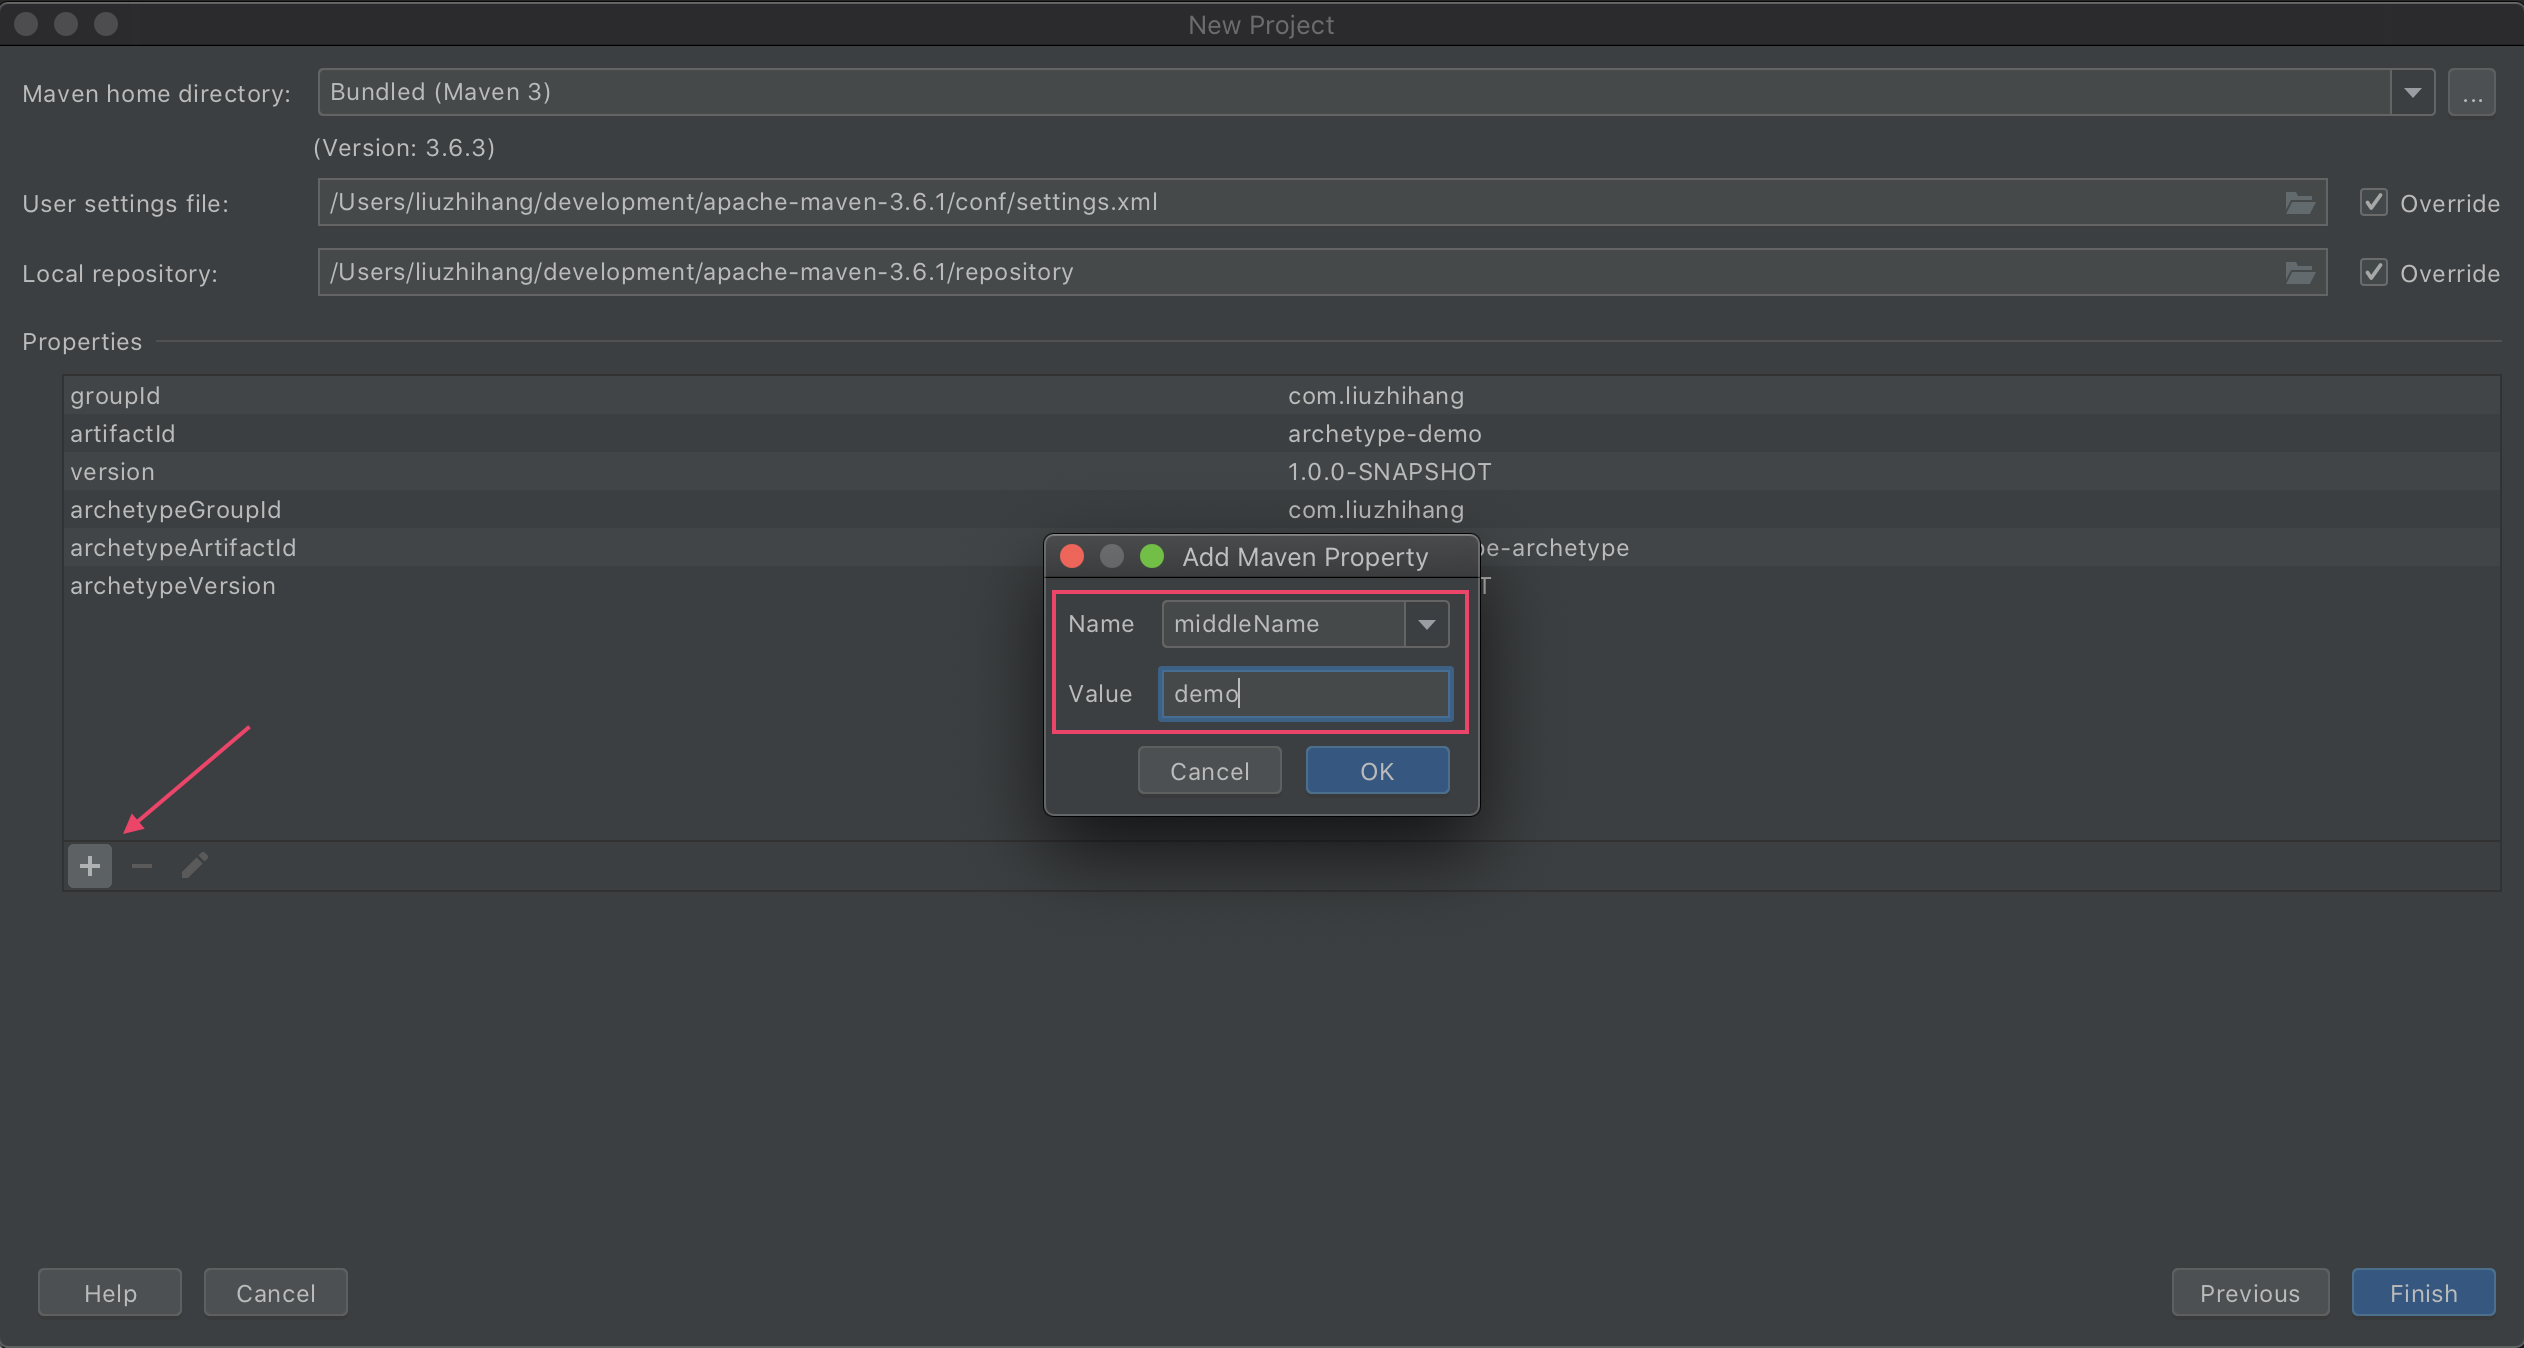 New Project
Maven home directory: Bundled (Maven 3) ...
(Version: 3.6.3)
User settings file: /Users/liuzhihang/development/apache-maven-3.6.1/conf/settings.xml Override
Local repository: /Users/liuzhihang/development/apache-maven-3.6.1/repository Override
Properties
groupId com.liuzhihang
artifactId archetype-demo
version 1.0.0-SNAPSHOT
archetypeGroupId com.liuzhihang
archetypeArtifactId -archetype
archetypeVersion
Add Maven Property
Name middleName
Value demo
Cancel OK
Help Cancel Previous Finish